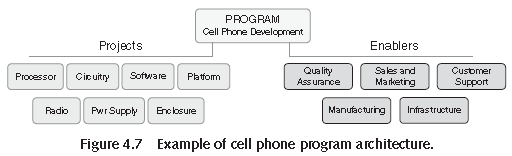 PROGRAM
Cell Phone Development
Projects
Enablers
Processor
Circuitry
Software
Platform
Quality
Assurance
Sales and
Marketing
Customer
Support
Radio
Pwr Supply
Enclosure
Manufacturing
Infrastructure
Figure 4.7 Example of cell phone program architecture.